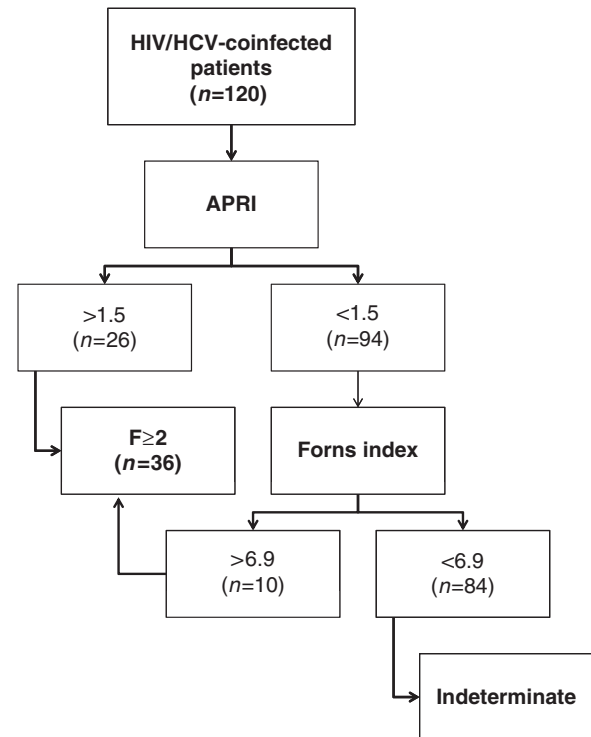 HIV/HCV-coinfected
patients
(n=120)
APRI
>1.5
(n=26)
<1.5
(n=94)
F≥2
(n=36)
Forns index
>6.9
(n=10)
<6.9
(n=84)
Indeterminate